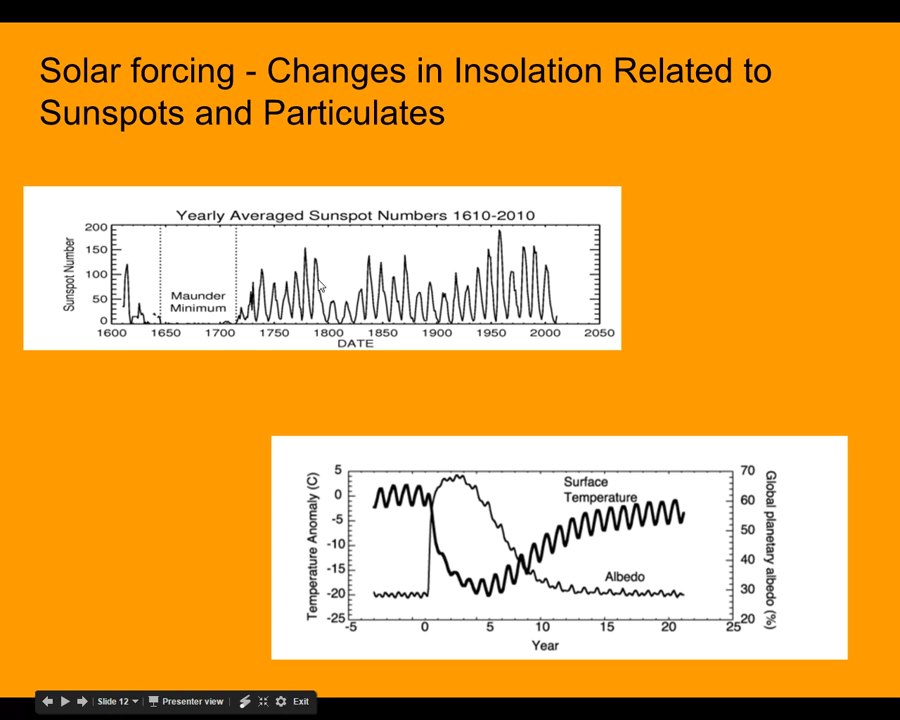 Solar forcing - Changes in Insolation Related to
Sunspots and Particulates
Yearly Averaged Sunspot Numbers 1610-2010
Sunspot Number
200
150
100
50
0
Maunder
Minimum
1600 1650 1700 1750 1800 1850 1900 1950 2000 2050
DATE
Temperature Anomaly (C)
5
0
-5
-10
-15
-20
-25
Surface
Temperature
Albedo
70
60
50
40
30
20
Global planetary albedo (%)
-5 0 5 10 15 20 25
Year
Slide 12 Presenter view Exit